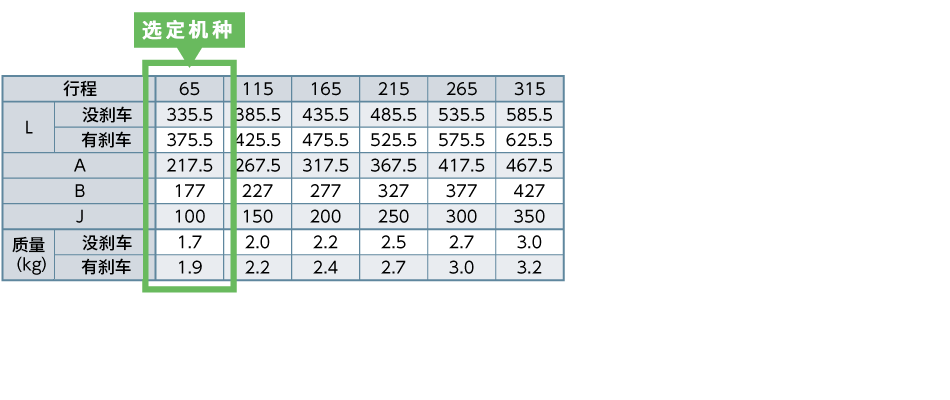 选定机种
行程 65 115 165 215 265 315
L 没刹车 335.5 385.5 435.5 485.5 535.5 585.5
有刹车 375.5 425.5 475.5 525.5 575.5 625.5
A 217.5 267.5 317.5 367.5 417.5 467.5
B 177 227 277 327 377 427
J 100 150 200 250 300 350
质量(kg) 没刹车 1.7 2.0 2.2 2.5 2.7 3.0
有刹车 1.9 2.2 2.4 2.7 3.0 3.2